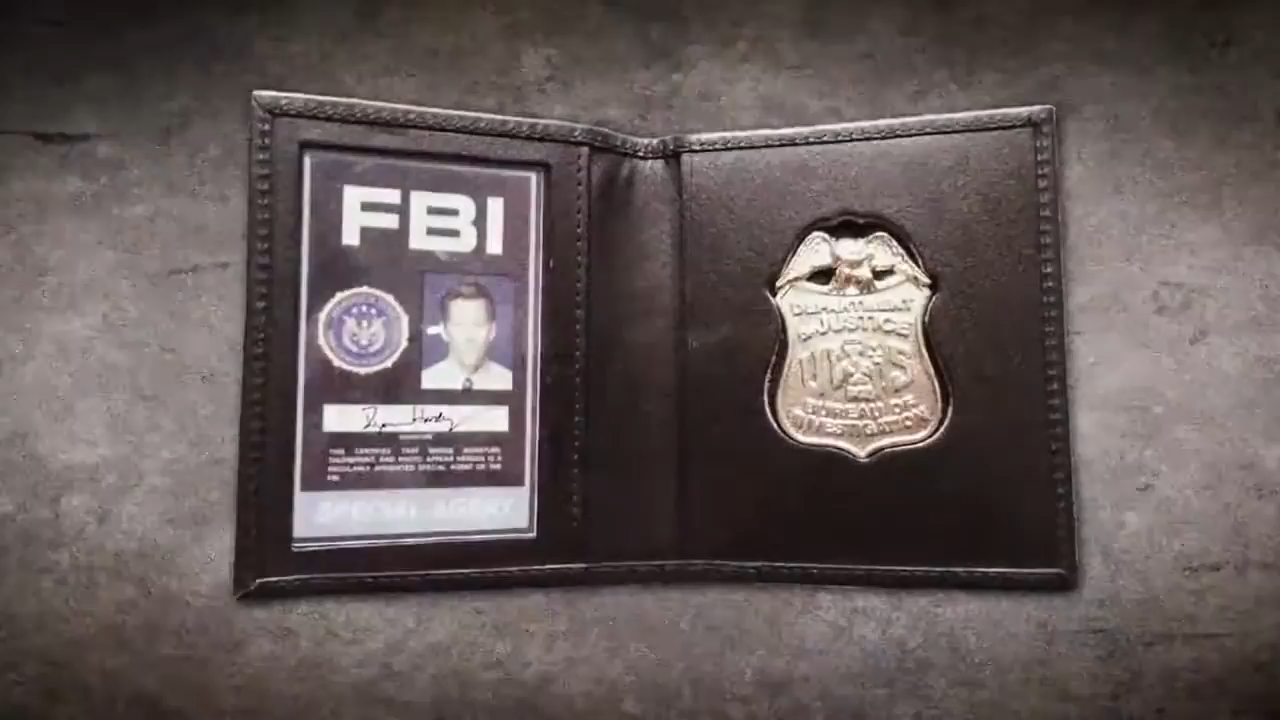 FBI
THIS CERTIFIES THAT WHOSE SIGNATURE,
THUMBPRINT, AND PHOTO APPEAR HEREON IS A
REGULARLY APPOINTED SPECIAL AGENT OF THE
FBI
SPECIAL AGENT
DEPARTMENT
OF JUSTICE
US
BUREAU OF
INVESTIGATION